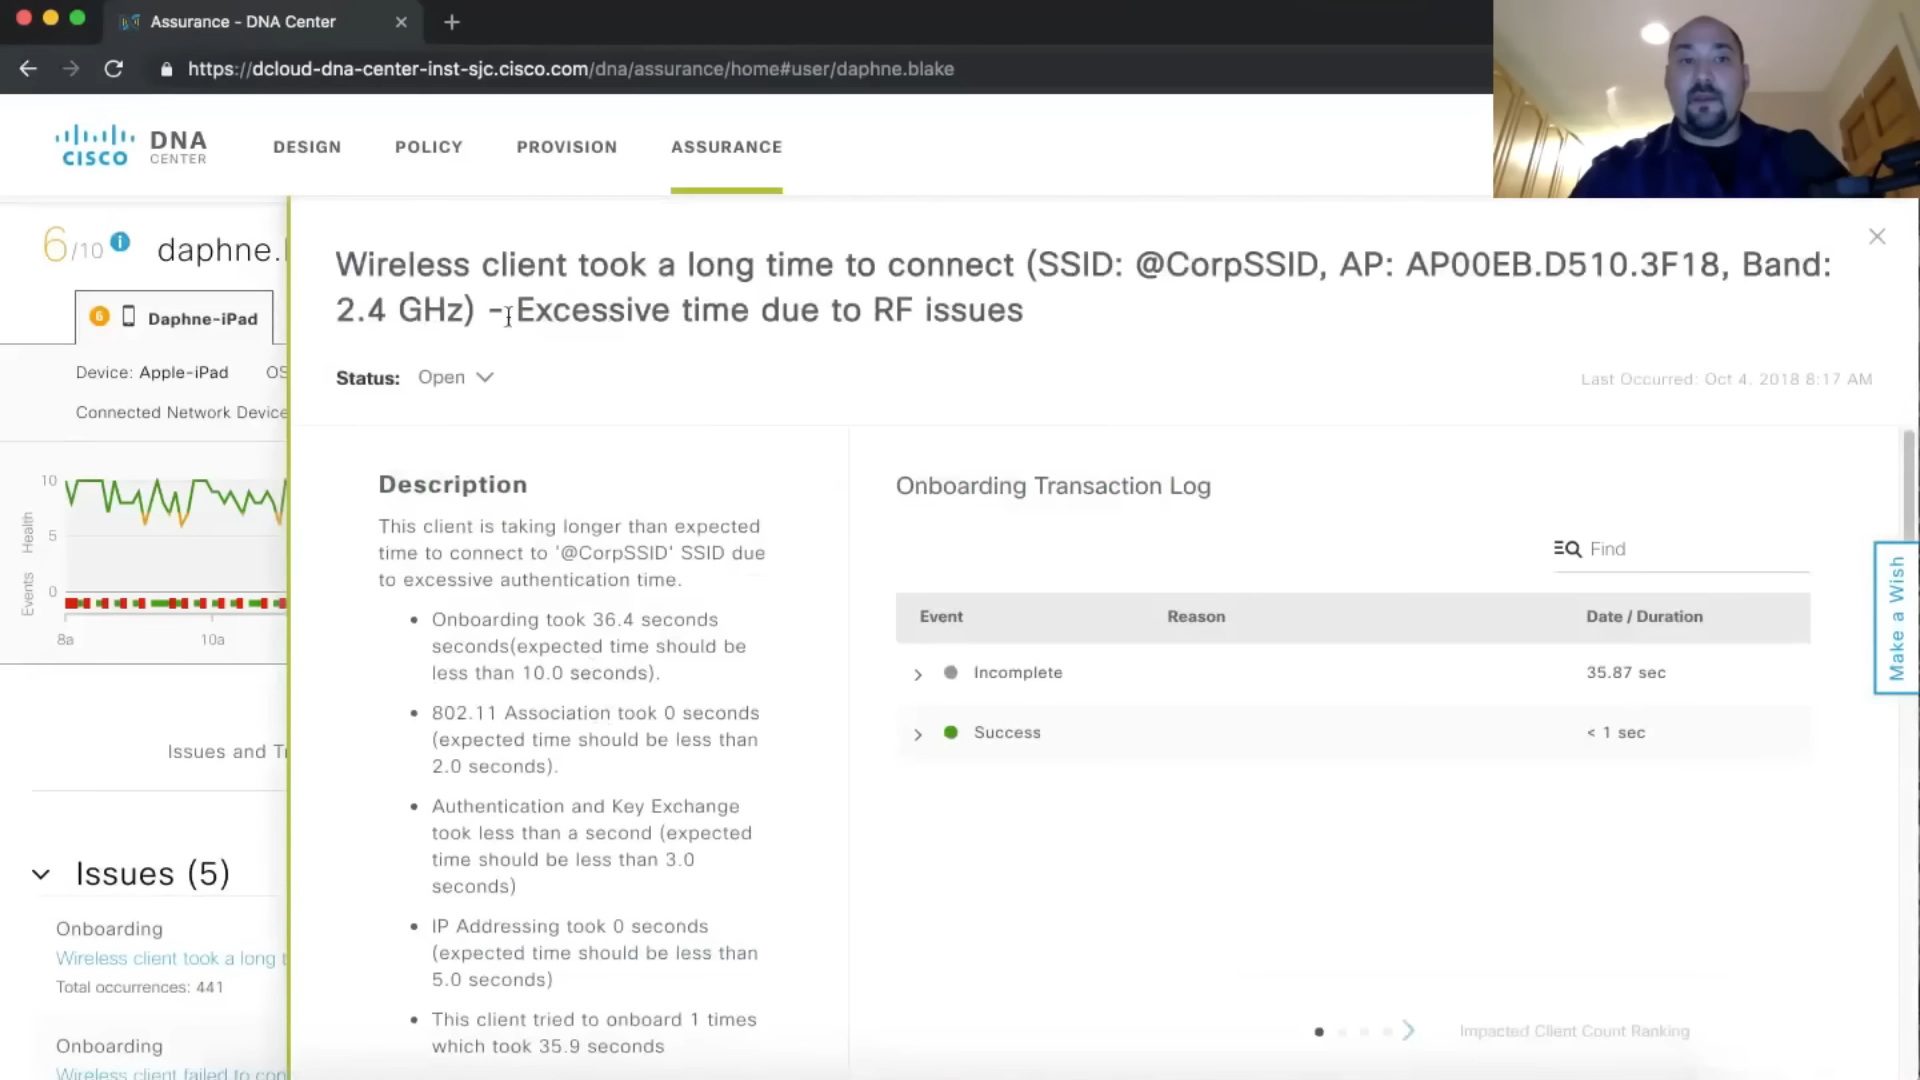 Assurance - DNA Center
https://dcloud-dna-center-inst-sjc.cisco.com/dna/assurance/home#user/daphne.blake
CISCO
DNA
CENTER
DESIGN
POLICY
PROVISION
ASSURANCE
6/10
daphne.
6
Daphne-iPad
Device: Apple-iPad
OS
Connected Network Device
Health
Events
10
5
0
8a
10a
Issues and T
Issues (5)
Onboarding
Wireless client took a long t
Total occurrences: 441
Onboarding
Wireless client failed to con
Wireless client took a long time to connect (SSID: @CorpSSID, AP: AP00EB.D510.3F18, Band:
2.4 GHz) - Excessive time due to RF issues
Status: Open
Last Occurred: Oct 4, 2018 8:17 AM
Description
This client is taking longer than expected
time to connect to '@CorpSSID' SSID due
to excessive authentication time.
• Onboarding took 36.4 seconds
seconds(expected time should be
less than 10.0 seconds).
• 802.11 Association took 0 seconds
(expected time should be less than
2.0 seconds).
• Authentication and Key Exchange
took less than a second (expected
time should be less than 3.0
seconds)
• IP Addressing took 0 seconds
(expected time should be less than
5.0 seconds)
• This client tried to onboard 1 times
which took 35.9 seconds
Onboarding Transaction Log
Find
Event Reason Date / Duration
Incomplete 35.87 sec
Success < 1 sec
Impacted Client Count Ranking
Make a Wish